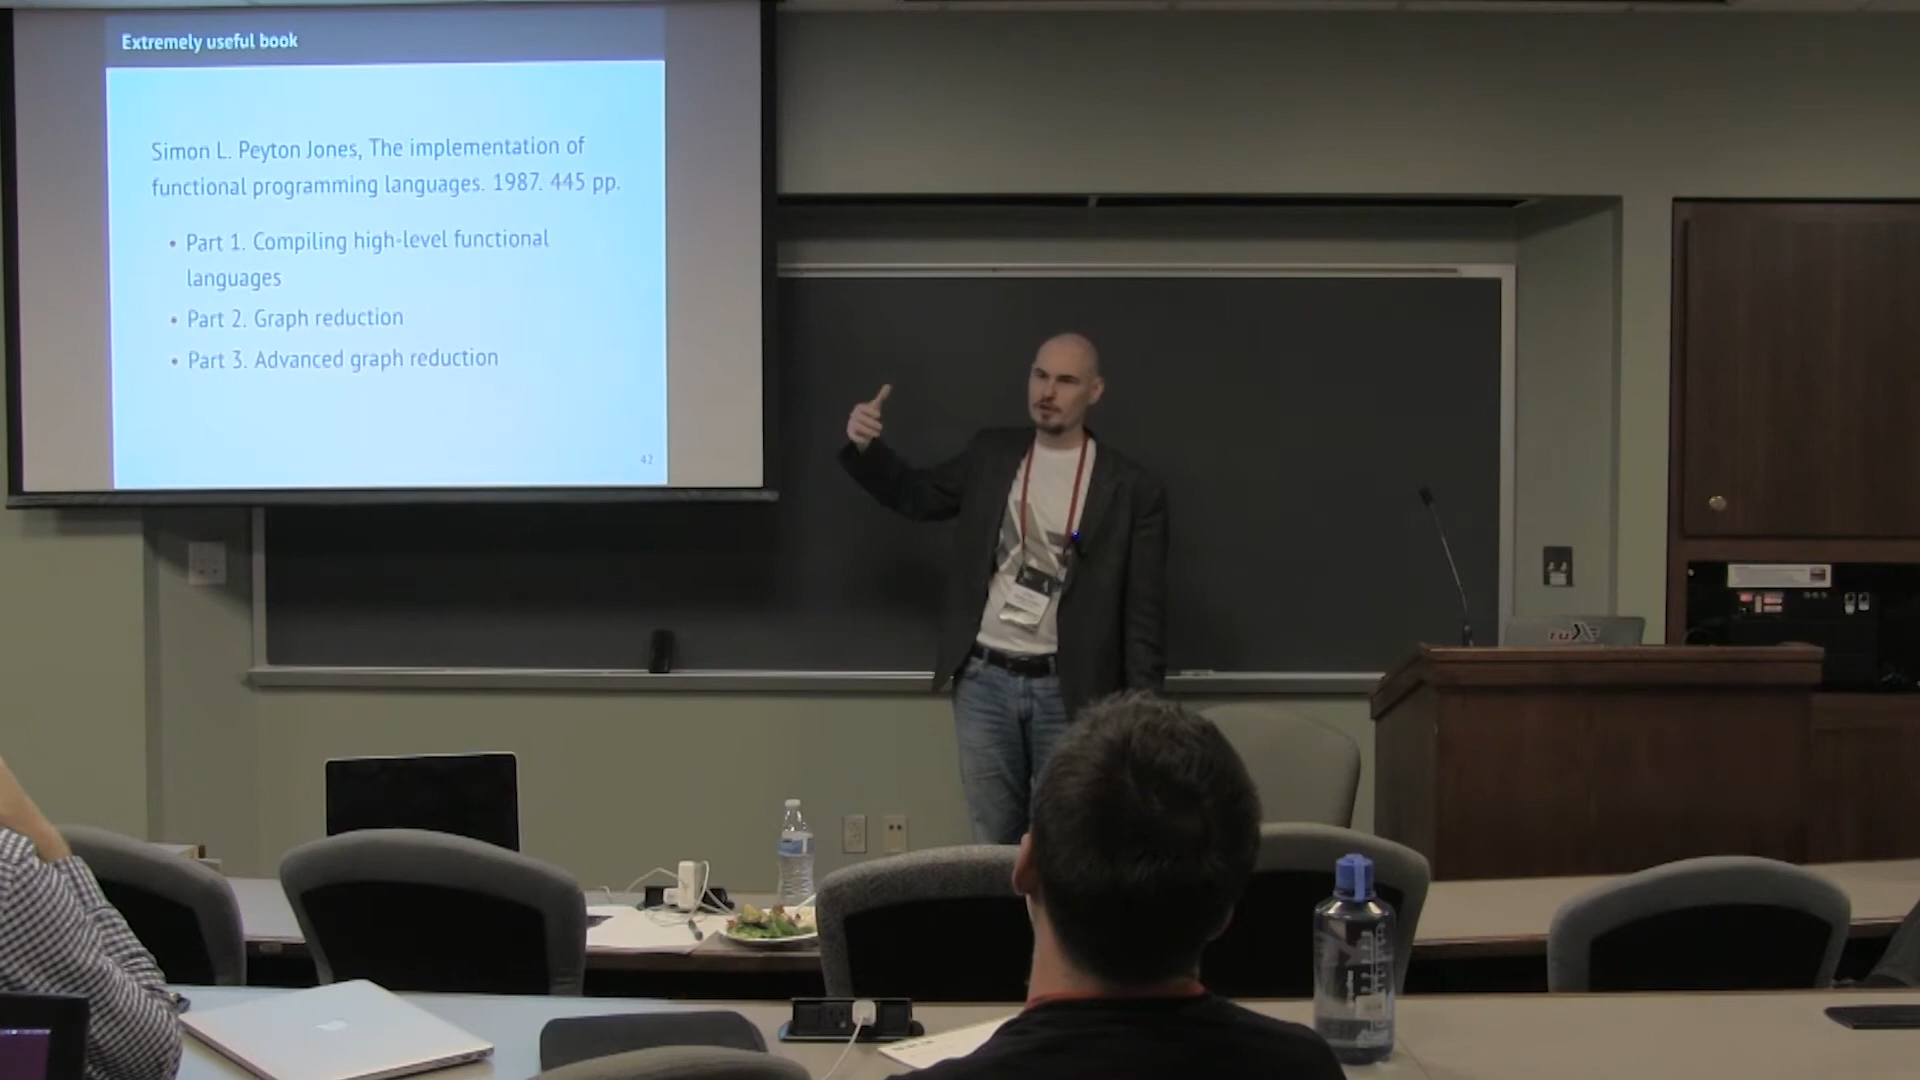 Extremely useful book
Simon L. Peyton Jones, The implementation of
functional programming languages. 1987. 445 pp.
• Part 1. Compiling high-level functional
languages
• Part 2. Graph reduction
• Part 3. Advanced graph reduction
42